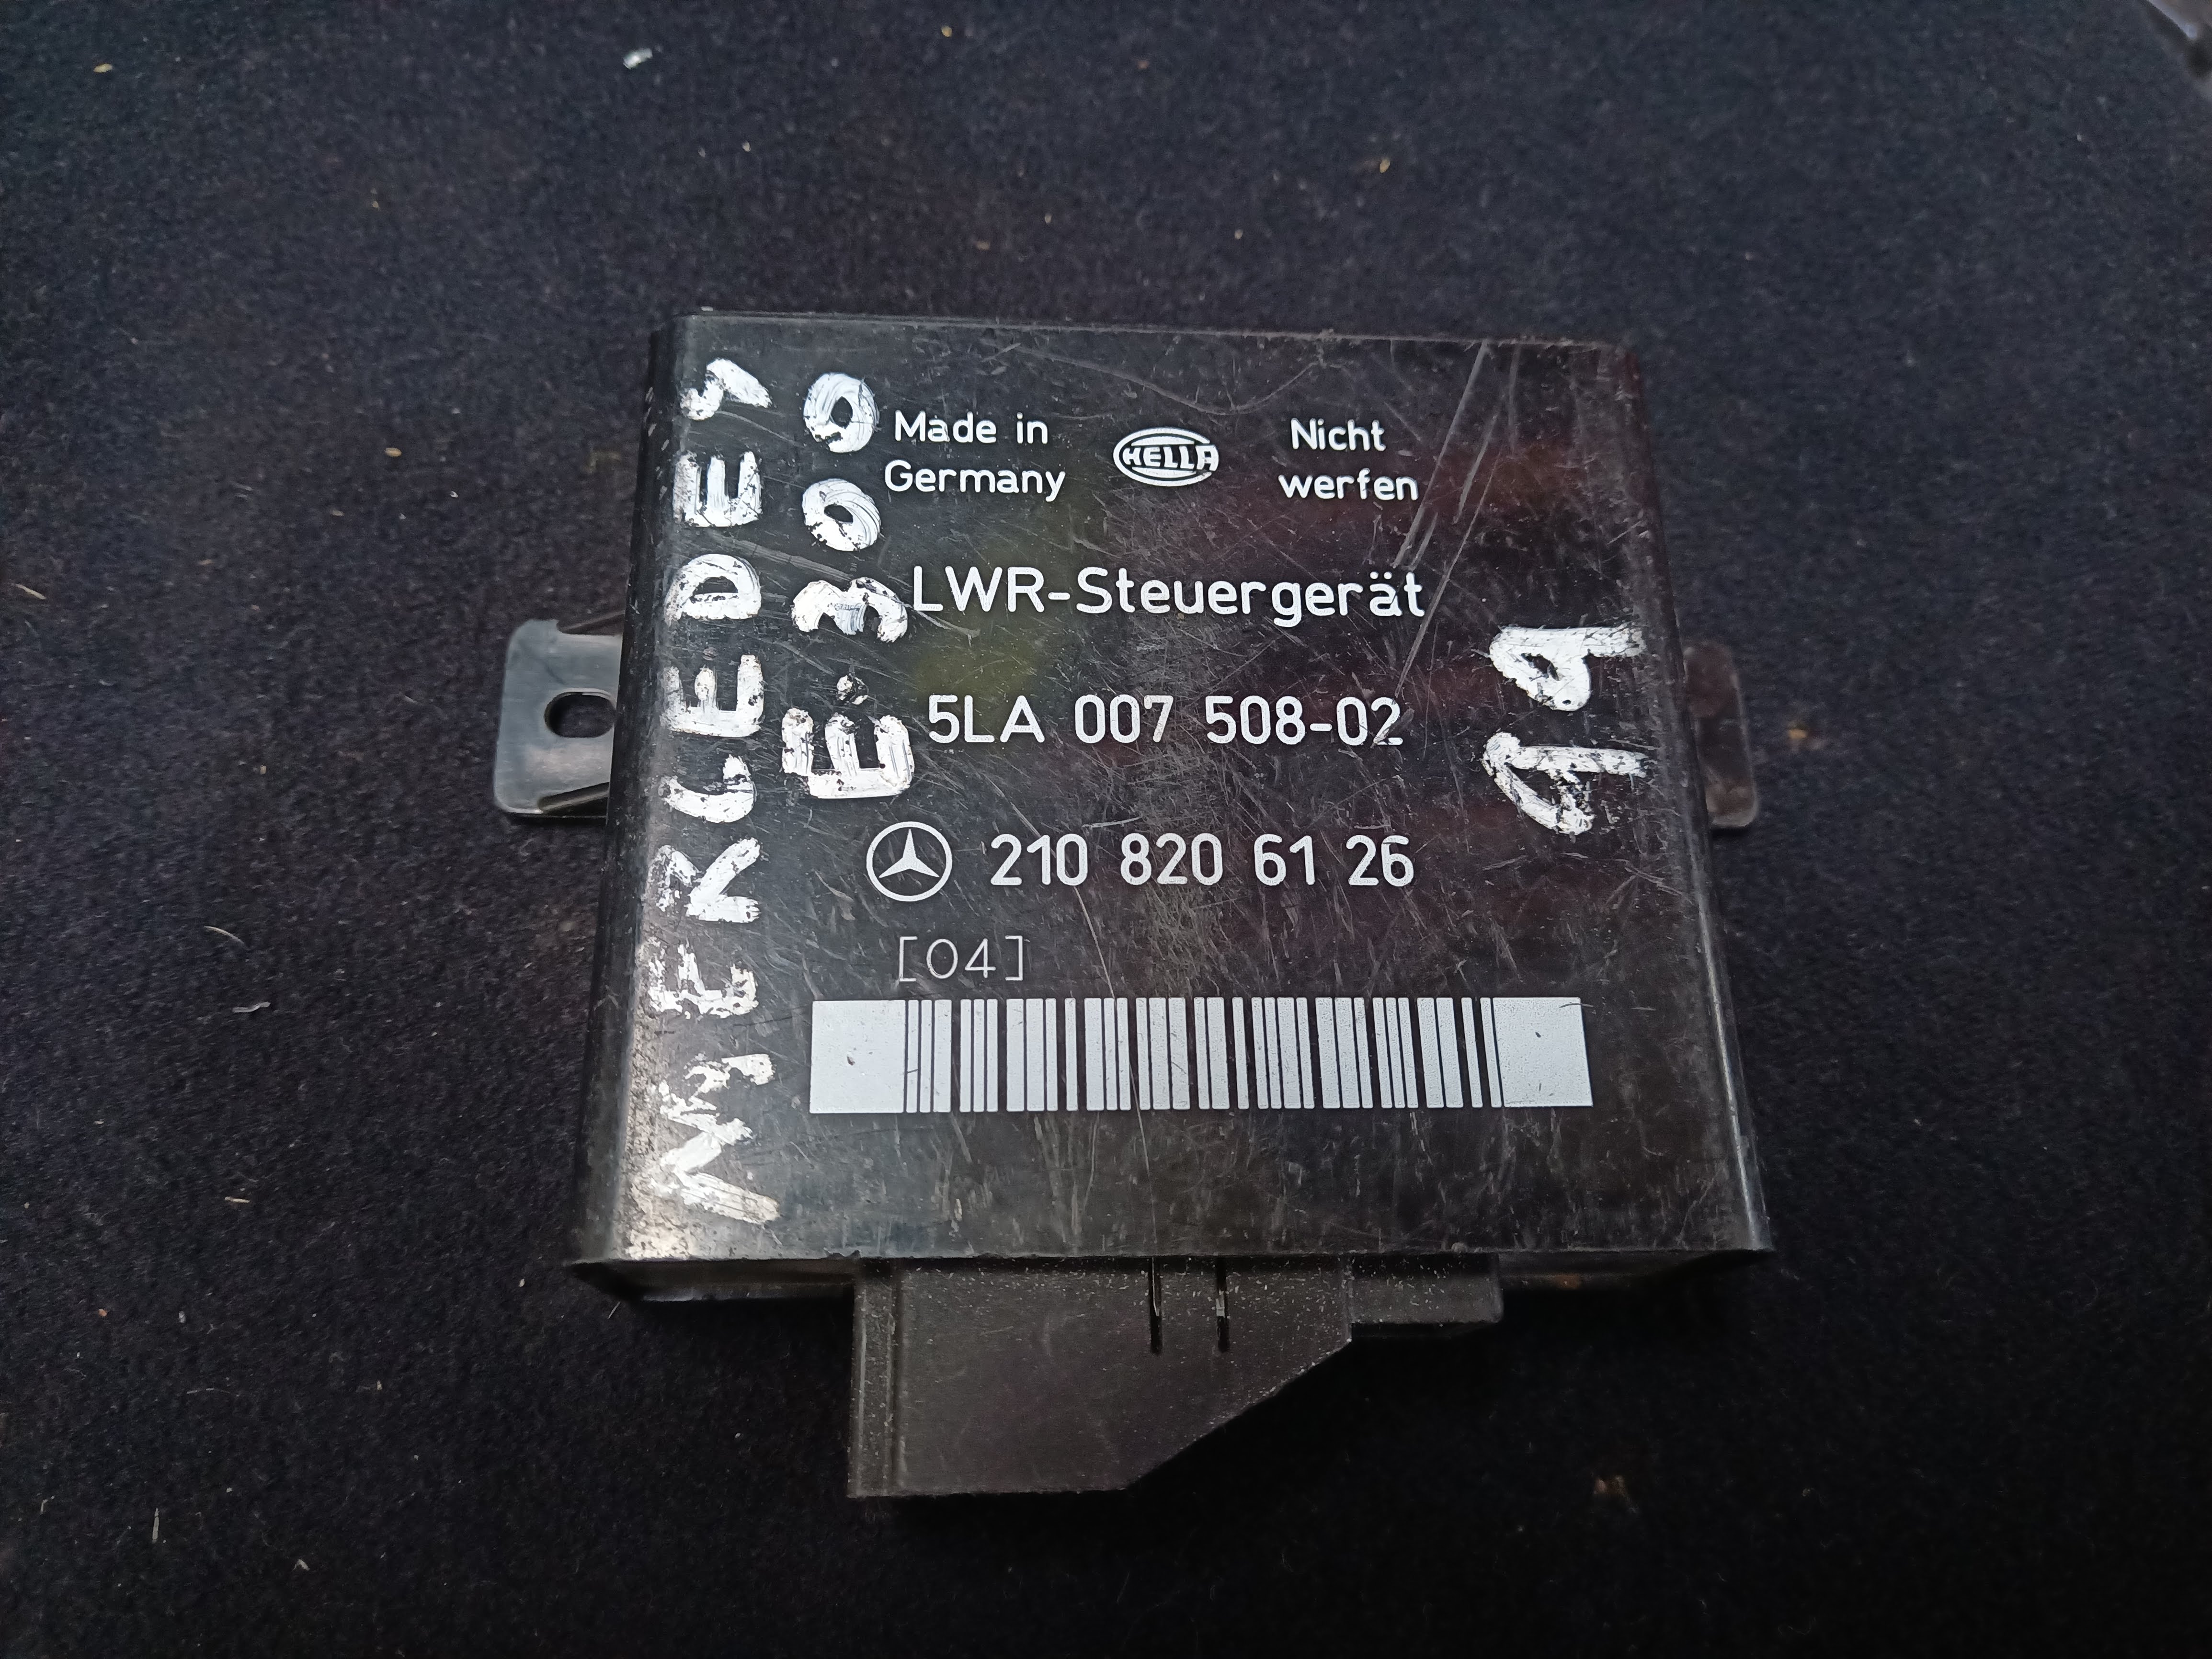 Made in
Germany
HELLA
Nicht
werfen
LWR-Steuergerät
5LA 007 508-02
210 820 61 26
[04]
MERCEDES
E300
99